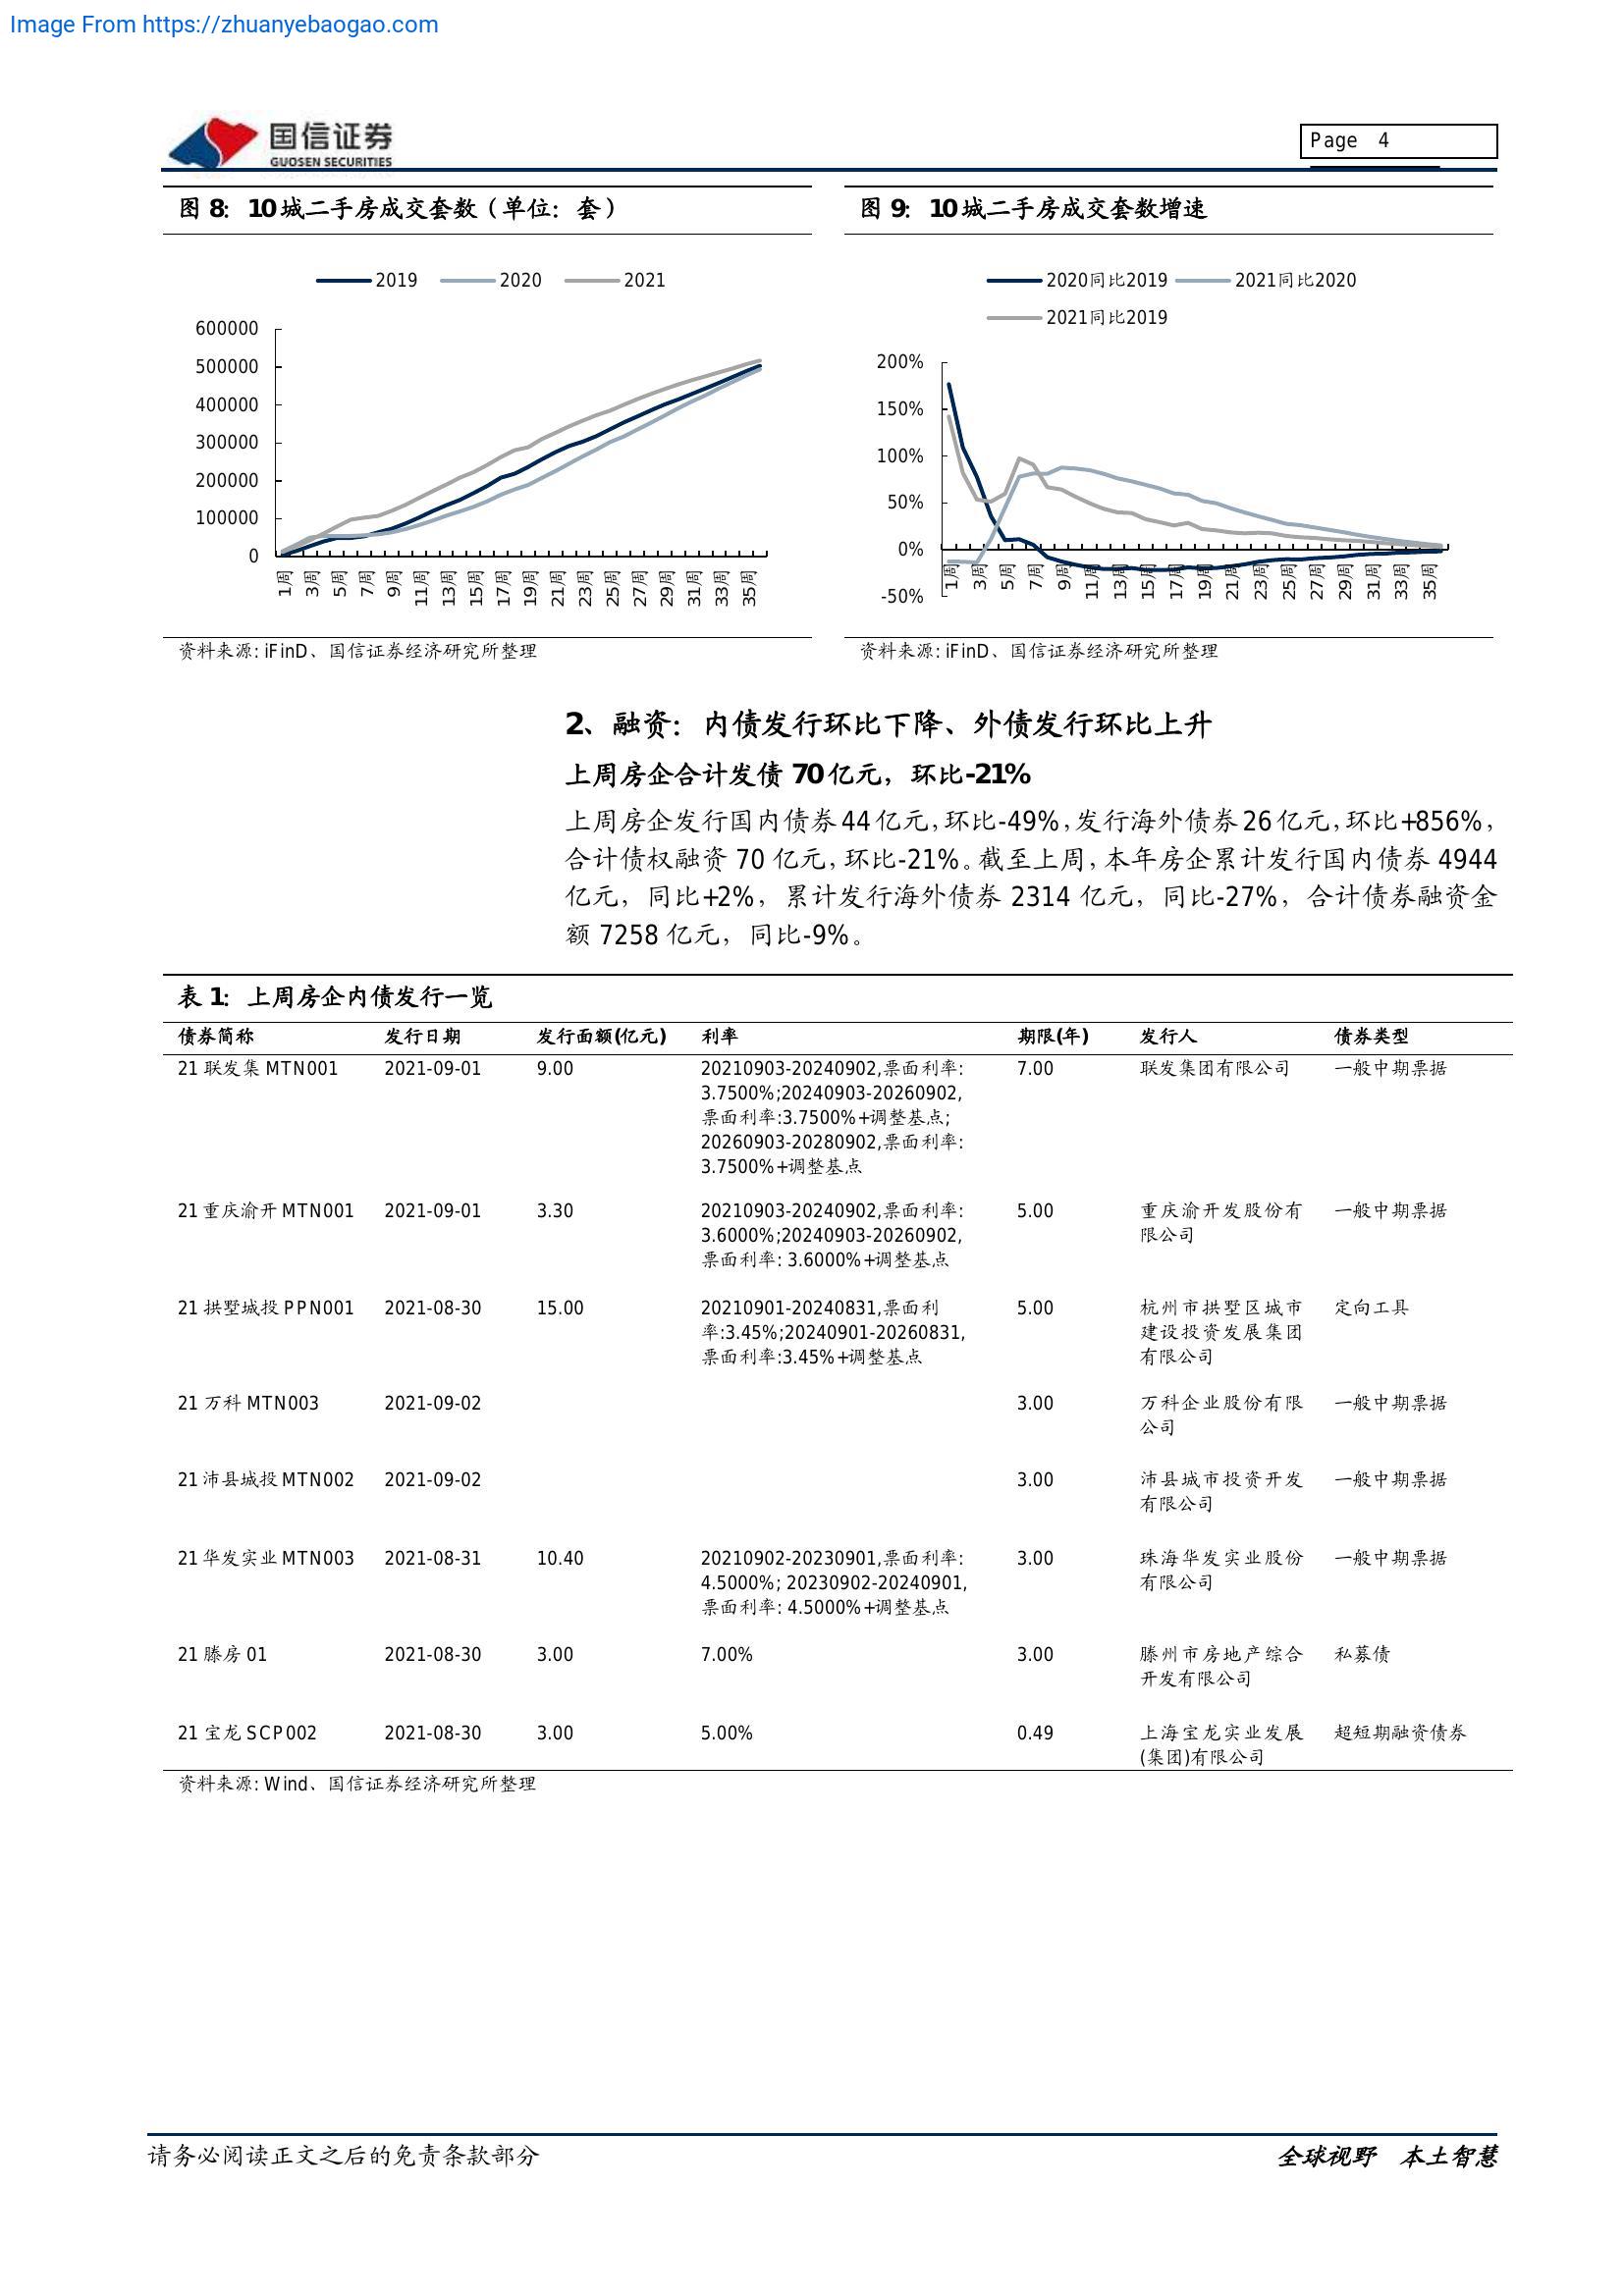 Image From https://zhuanyebaogao.com
国信证券
GUOSEN SECURITIES
Page 4
图 8：10 城二手房成交套数（单位：套）
2019 2020 2021
600000
500000
400000
300000
200000
100000
0
1周 3周 5周 7周 9周 11周 13周 15周 17周 19周 21周 23周 25周 27周 29周 31周 33周 35周
资料来源: iFinD、国信证券经济研究所整理
图 9：10 城二手房成交套数增速
2020同比2019 2021同比2020
2021同比2019
200%
150%
100%
50%
0%
-50%
1周 3周 5周 7周 9周 11周 13周 15周 17周 19周 21周 23周 25周 27周 29周 31周 33周 35周
资料来源: iFinD、国信证券经济研究所整理
2、融资：内债发行环比下降、外债发行环比上升
上周房企合计发债 70 亿元，环比-21%
上周房企发行国内债券 44 亿元，环比-49%，发行海外债券 26 亿元，环比+856%，
合计债权融资 70 亿元，环比-21%。截至上周，本年房企累计发行国内债券 4944
亿元，同比+2%，累计发行海外债券 2314 亿元，同比-27%，合计债券融资金
额 7258 亿元，同比-9%。
表 1：上周房企内债发行一览
债券简称 发行日期 发行面额(亿元) 利率 期限(年) 发行人 债券类型
21 联发集 MTN001 2021-09-01 9.00 20210903-20240902,票面利率: 7.00 联发集团有限公司 一般中期票据
3.7500%;20240903-20260902,
票面利率:3.7500%+调整基点;
20260903-20280902,票面利率:
3.7500%+调整基点
21 重庆渝开 MTN001 2021-09-01 3.30 20210903-20240902,票面利率: 5.00 重庆渝开发股份有 一般中期票据
3.6000%;20240903-20260902, 限公司
票面利率: 3.6000%+调整基点
21 拱墅城投 PPN001 2021-08-30 15.00 20210901-20240831,票面利 5.00 杭州市拱墅区城市 定向工具
率:3.45%;20240901-20260831, 建设投资发展集团
票面利率:3.45%+调整基点 有限公司
21 万科 MTN003 2021-09-02 3.00 万科企业股份有限 一般中期票据
公司
21 沛县城投 MTN002 2021-09-02 3.00 沛县城市投资开发 一般中期票据
有限公司
21 华发实业 MTN003 2021-08-31 10.40 20210902-20230901,票面利率: 3.00 珠海华发实业股份 一般中期票据
4.5000%; 20230902-20240901, 有限公司
票面利率: 4.5000%+调整基点
21 滕房 01 2021-08-30 3.00 7.00% 3.00 滕州市房地产综合 私募债
开发有限公司
21 宝龙 SCP002 2021-08-30 3.00 5.00% 0.49 上海宝龙实业发展 超短期融资债券
(集团)有限公司
资料来源: Wind、国信证券经济研究所整理
请务必阅读正文之后的免责条款部分
全球视野 本土智慧